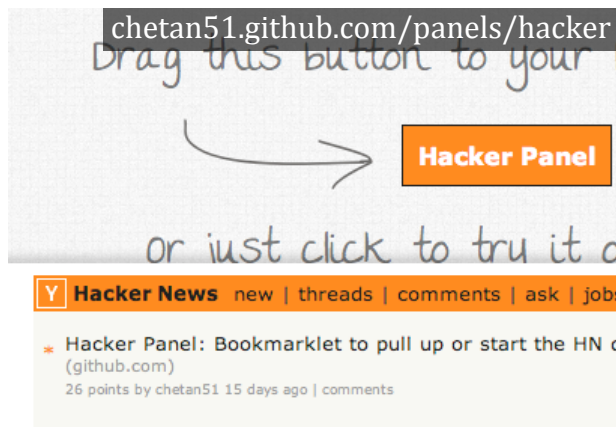 chetan51.github.com/panels/hacker
Drag this button to your
Hacker Panel
or just click to try it
Y Hacker News new | threads | comments | ask | jobs
* Hacker Panel: Bookmarklet to pull up or start the HN
(github.com)
26 points by chetan51 15 days ago | comments